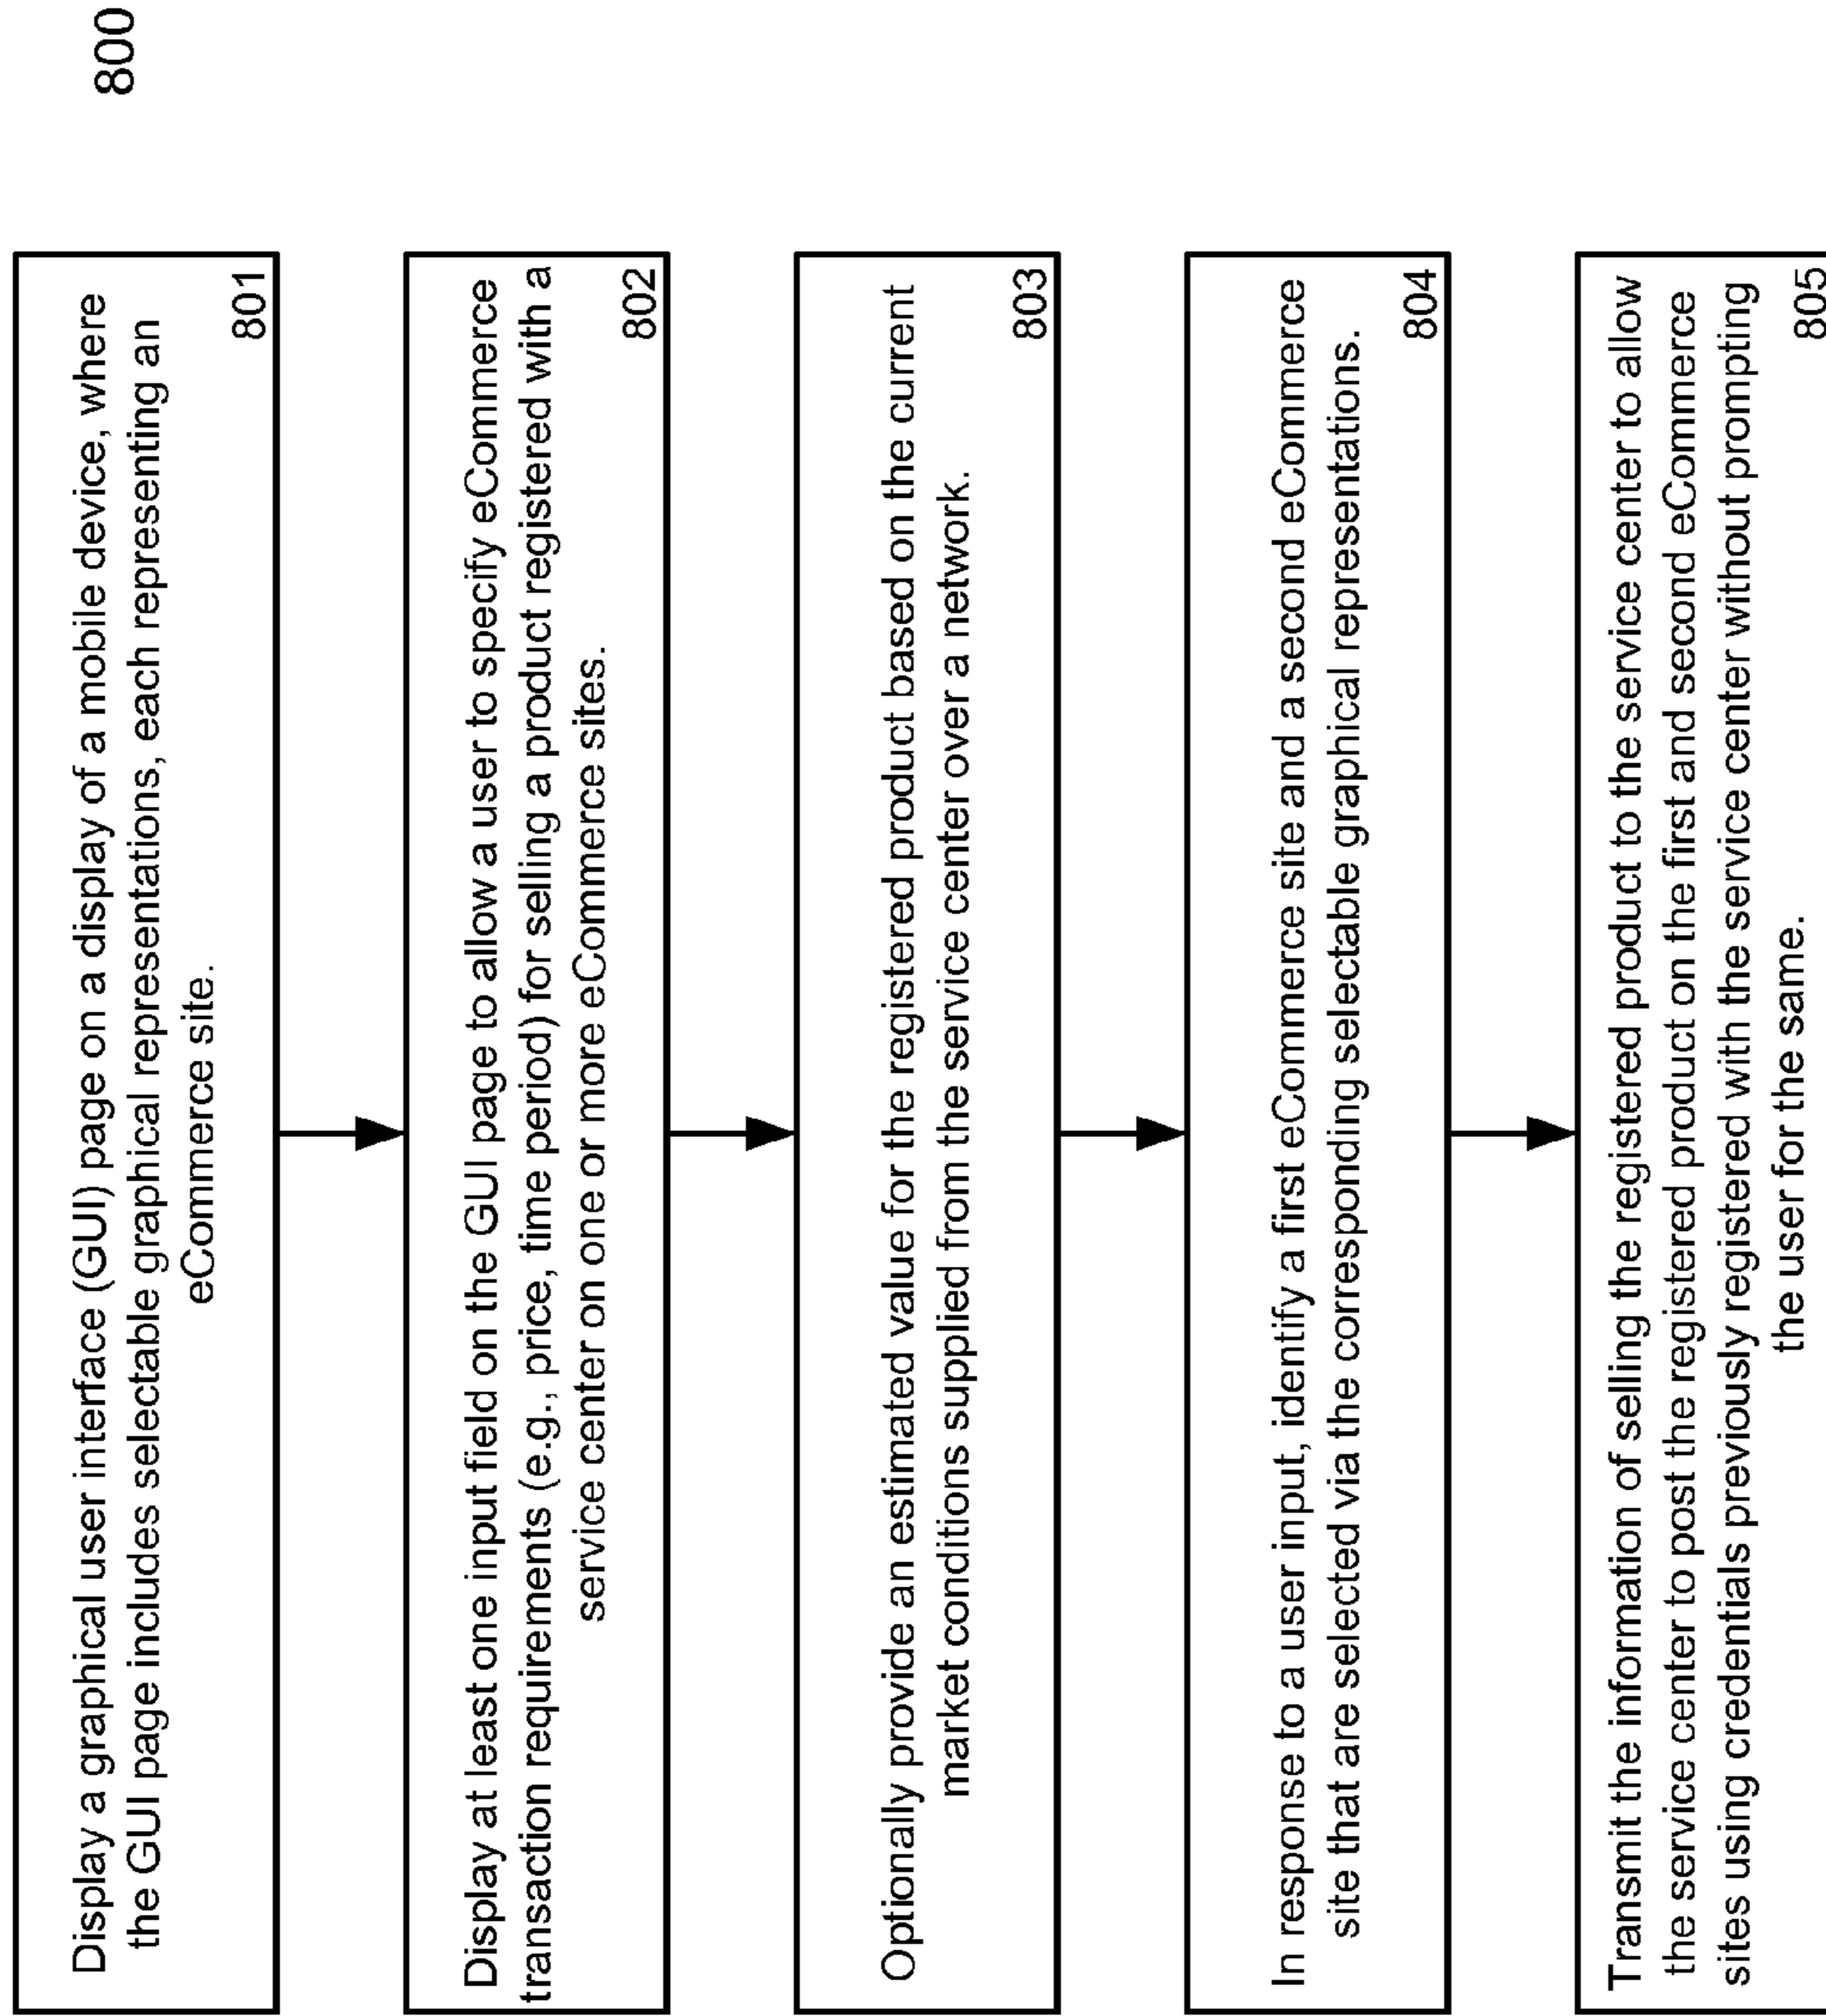 800
Display a graphical user interface (GUI) page on a display of a mobile device, where
the GUI page includes selectable graphical representations, each representing an
eCommerce site.
801
Display at least one input field on the GUI page to allow a user to specify eCommerce
transaction requirements (e.g., price, time period) for selling a product registered with a
service center on one or more eCommerce sites.
802
Optionally provide an estimated value for the registered product based on the current
market conditions supplied from the service center over a network.
803
In response to a user input, identify a first eCommerce site and a second eCommerce
site that are selected via the corresponding selectable graphical representations.
804
Transmit the information of selling the registered product to the service center to allow
the service center to post the registered product on the first and second eCommerce
sites using credentials previously registered with the service center without prompting
the user for the same.
805